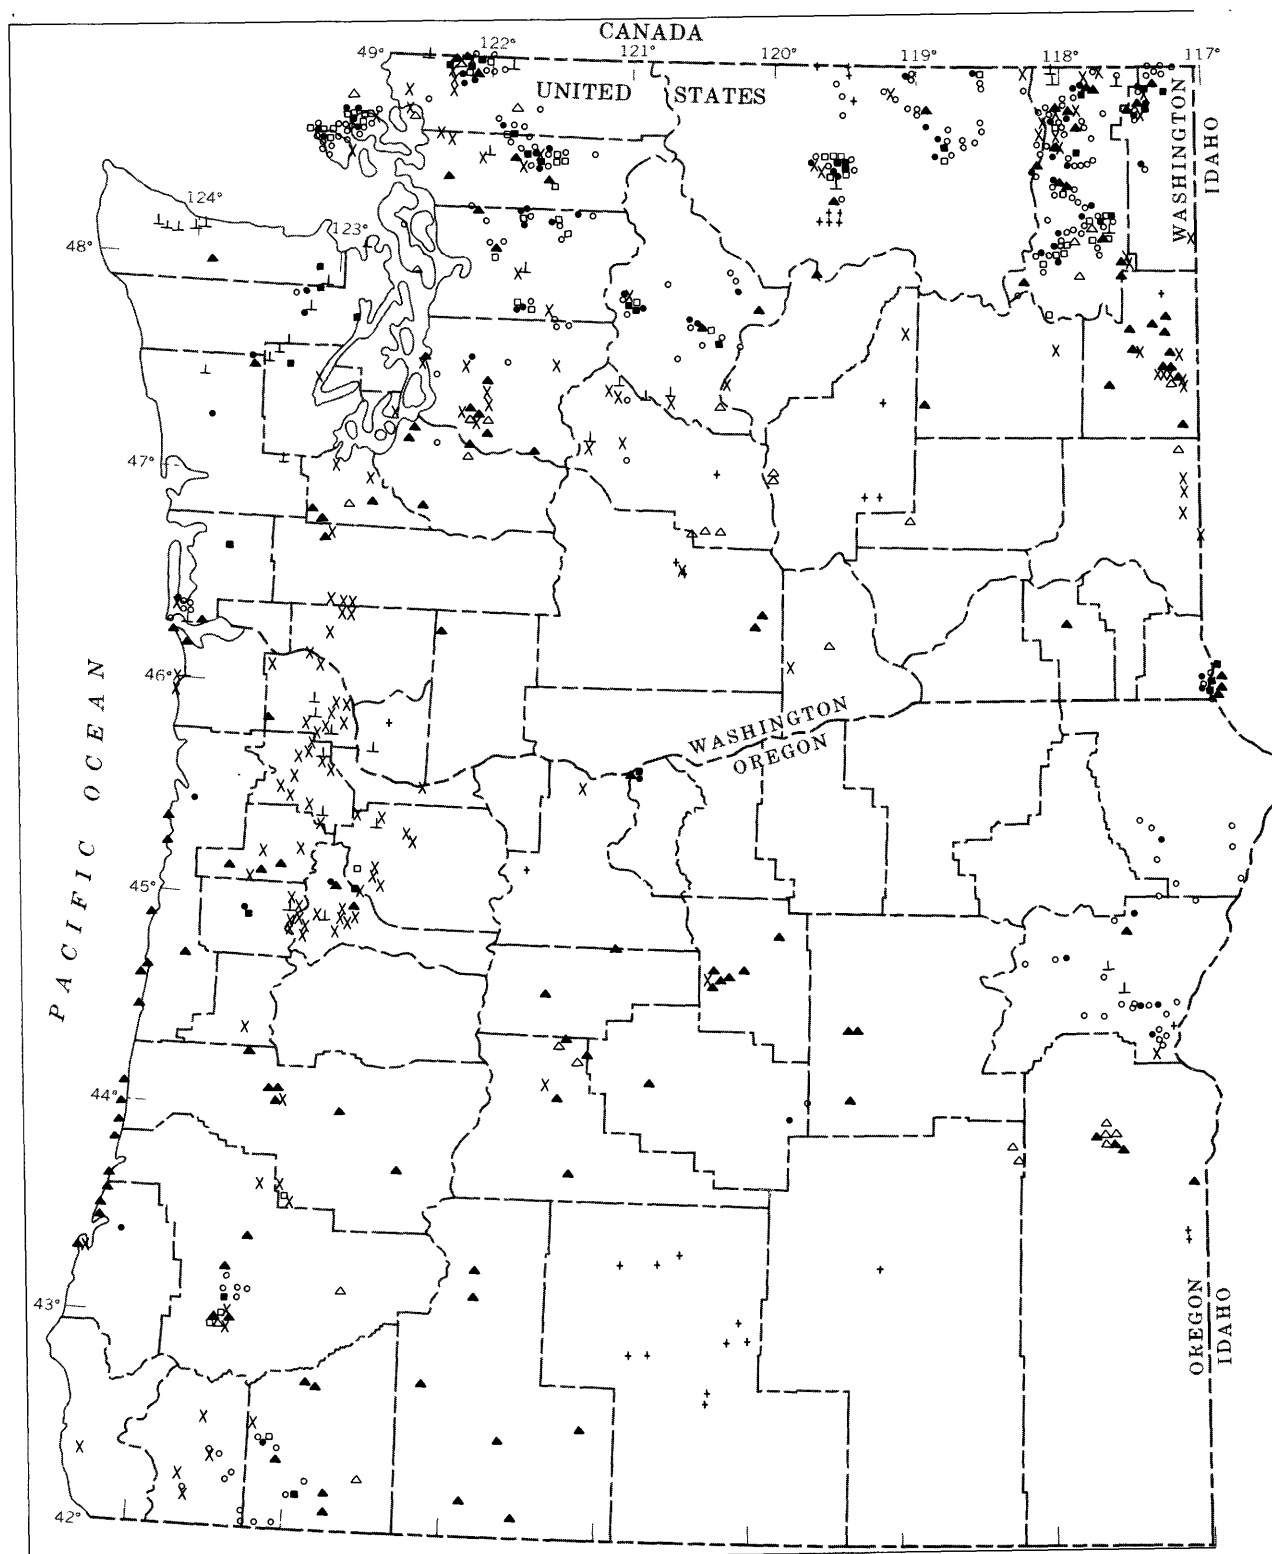 CANADA
49° 122° 121° 120° 119° 118° 117°
UNITED STATES
WASHINGTON
IDAHO
124°
123°
48°
47°
46°
PACIFIC OCEAN
WASHINGTON
OREGON
45°
44°
43°
OREGON
IDAHO
42°